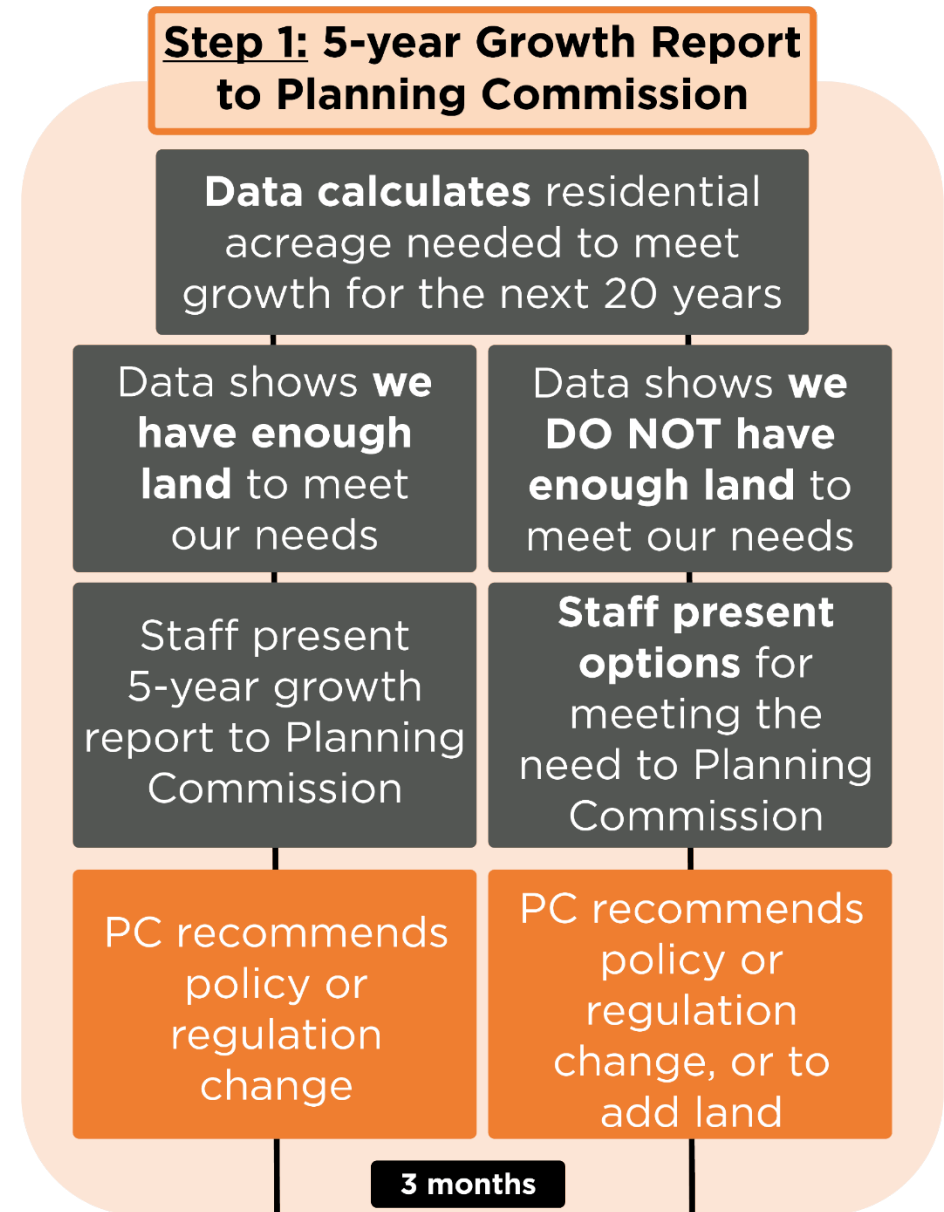 Step 1: 5-year Growth Report
to Planning Commission
Data calculates residential
acreage needed to meet
growth for the next 20 years
Data shows we
have enough
land to meet
our needs
Data shows we
DO NOT have
enough land to
meet our needs
Staff present
5-year growth
report to Planning
Commission
Staff present
options for
meeting the
need to Planning
Commission
PC recommends
policy or
regulation
change
PC recommends
policy or
regulation
change, or to
add land
3 months